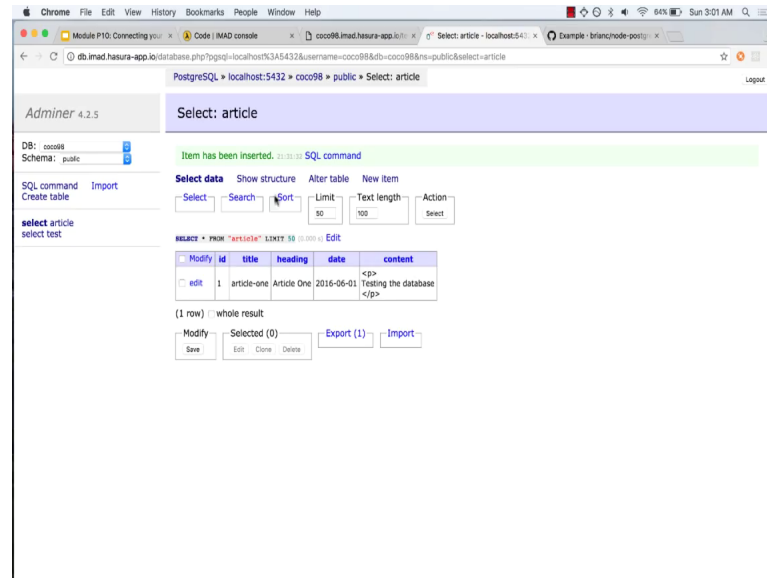 Chrome File Edit View History Bookmarks People Window Help 64% Sun 3:01 AM
Module P10: Connecting your Code | IMAD console coco98.imad.hasura-app.io/te Select: article - localhost:543 Example · brianc/node-postgr
db.imad.hasura-app.io/database.php?pgsql=localhost%3A5432&username=coco98&db=coco98&ns=public&select=article
PostgreSQL » localhost:5432 » coco98 » public » Select: article
Logout
Adminer 4.2.5
Select: article
DB: coco98
Schema: public
SQL command Import
Create table
select article
select test
Item has been inserted. 21:31:32 SQL command
Select data Show structure Alter table New item
Select Search Sort Limit Text length Action
50 100 Select
SELECT * FROM "article" LIMIT 50 (0.000 s) Edit
Modify id title heading date content
edit 1 article-one Article One 2016-06-01 <p>
Testing the database
</p>
(1 row) whole result
Modify Selected (0) Export (1) Import
Save Edit Clone Delete